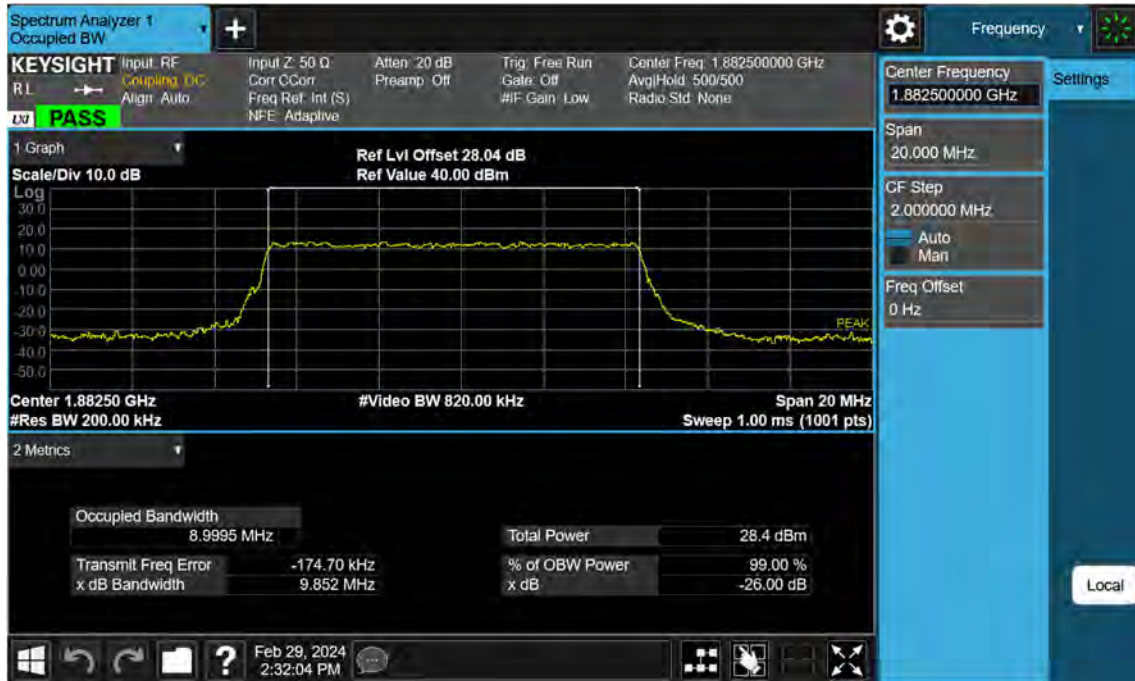 Spectrum Analyzer 1
Occupied BW
+
Frequency
KEYSIGHT
RL
LXI PASS
Input: RF
Coupling: DC
Align: Auto
Input Z: 50 Ω
Corr CCorr
Freq Ref: Int (S)
NFE: Adaptive
Atten: 20 dB
Preamp: Off
Trig: Free Run
Gate: Off
#IF Gain: Low
Center Freq: 1.882500000 GHz
Avg|Hold: 500/500
Radio Std: None
Center Frequency
1.882500000 GHz
Settings
Span
20.000 MHz
CF Step
2.000000 MHz
Auto
Man
Freq Offset
0 Hz
1 Graph
Scale/Div 10.0 dB
Ref Lvl Offset 28.04 dB
Ref Value 40.00 dBm
Log
30.0
20.0
10.0
0.00
-10.0
-20.0
-30.0
-40.0
-50.0
PEAK
Center 1.88250 GHz
#Video BW 820.00 kHz
Span 20 MHz
#Res BW 200.00 kHz
Sweep 1.00 ms (1001 pts)
2 Metrics
Occupied Bandwidth
8.9995 MHz
Total Power 28.4 dBm
Transmit Freq Error -174.70 kHz
% of OBW Power 99.00 %
x dB Bandwidth 9.852 MHz
x dB -26.00 dB
Local
?
Feb 29, 2024
2:32:04 PM